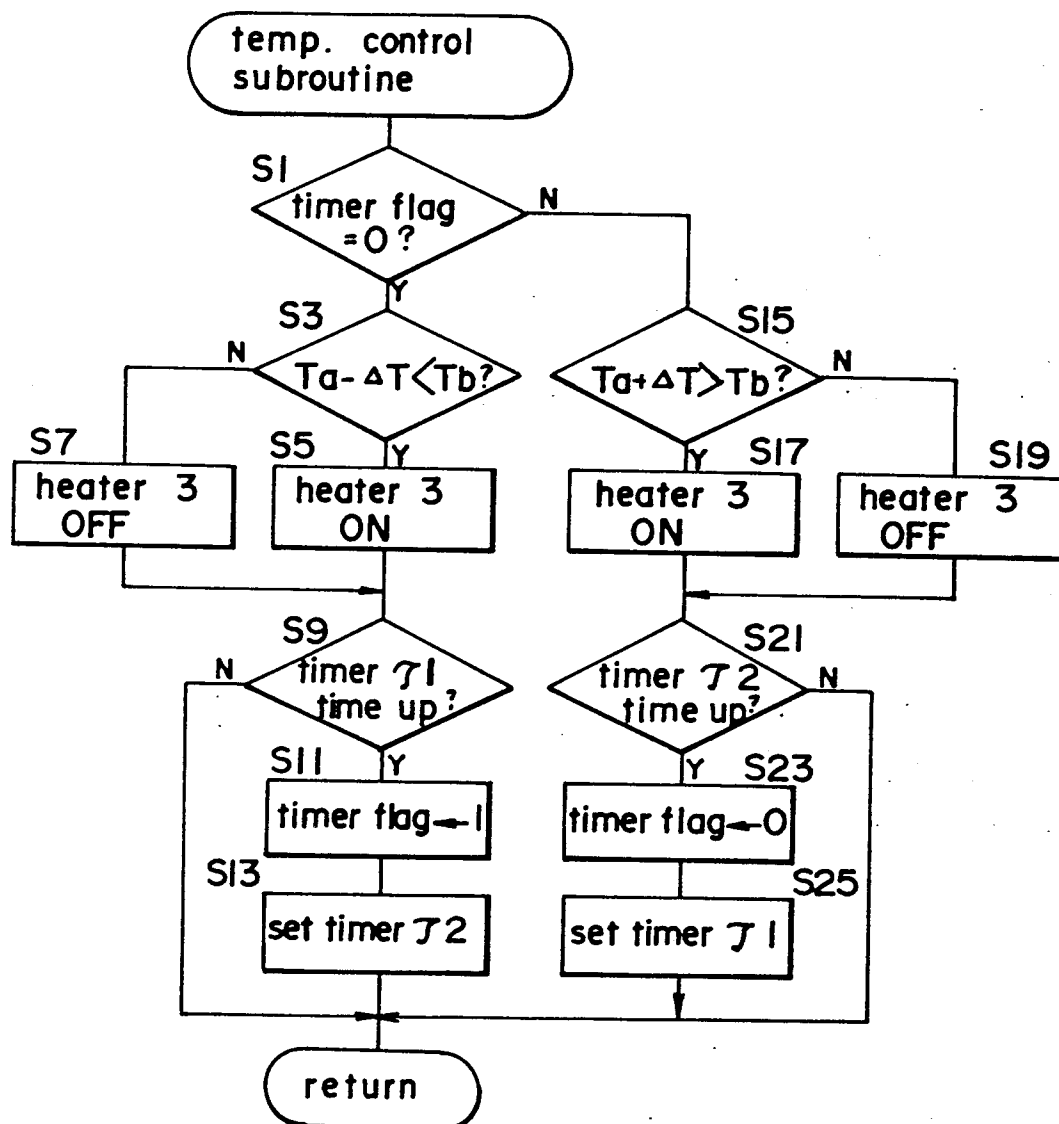 temp. control
subroutine
S1
timer flag
=0?
N
Y
S3
N
Ta-ΔT<Tb?
Y
S15
Ta+ΔT>Tb?
N
Y
S7
heater 3
OFF
S5
heater 3
ON
S17
heater 3
ON
S19
heater 3
OFF
S9
N
timer τ1
time up?
Y
S21
timer τ2
time up?
N
Y
S11
timer flag←1
S23
timer flag←0
S13
set timer τ2
S25
set timer τ1
return